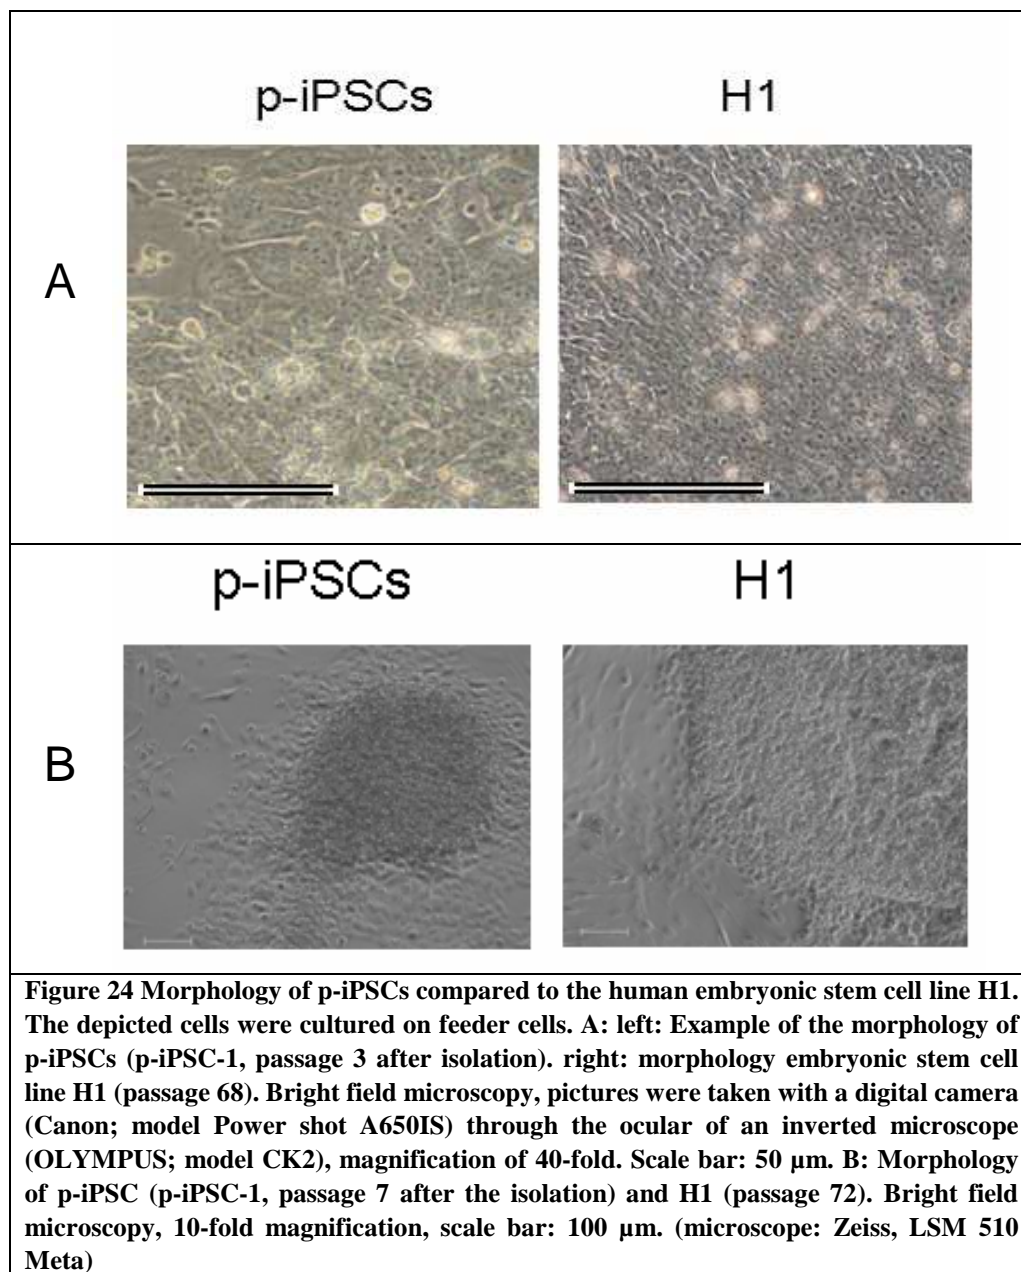 p-iPSCs H1
A
p-iPSCs H1
B
Figure 24 Morphology of p-iPSCs compared to the human embryonic stem cell line H1.
The depicted cells were cultured on feeder cells. A: left: Example of the morphology of
p-iPSCs (p-iPSC-1, passage 3 after isolation). right: morphology embryonic stem cell
line H1 (passage 68). Bright field microscopy, pictures were taken with a digital camera
(Canon; model Power shot A650IS) through the ocular of an inverted microscope
(OLYMPUS; model CK2), magnification of 40-fold. Scale bar: 50 µm. B: Morphology
of p-iPSC (p-iPSC-1, passage 7 after the isolation) and H1 (passage 72). Bright field
microscopy, 10-fold magnification, scale bar: 100 µm. (microscope: Zeiss, LSM 510
Meta)